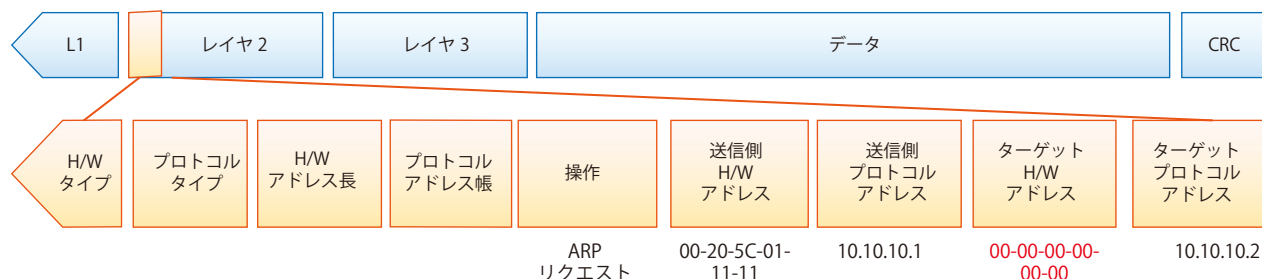 L1
レイヤ 2
レイヤ 3
データ
CRC
H/W
タイプ
プロトコル
タイプ
H/W
アドレス長
プロトコル
アドレス帳
操作
送信側
H/W
アドレス
送信側
プロトコル
アドレス
ターゲット
H/W
アドレス
ターゲット
プロトコル
アドレス
ARP
リクエスト
00-20-5C-01-
11-11
10.10.10.1
00-00-00-00-
00-00
10.10.10.2